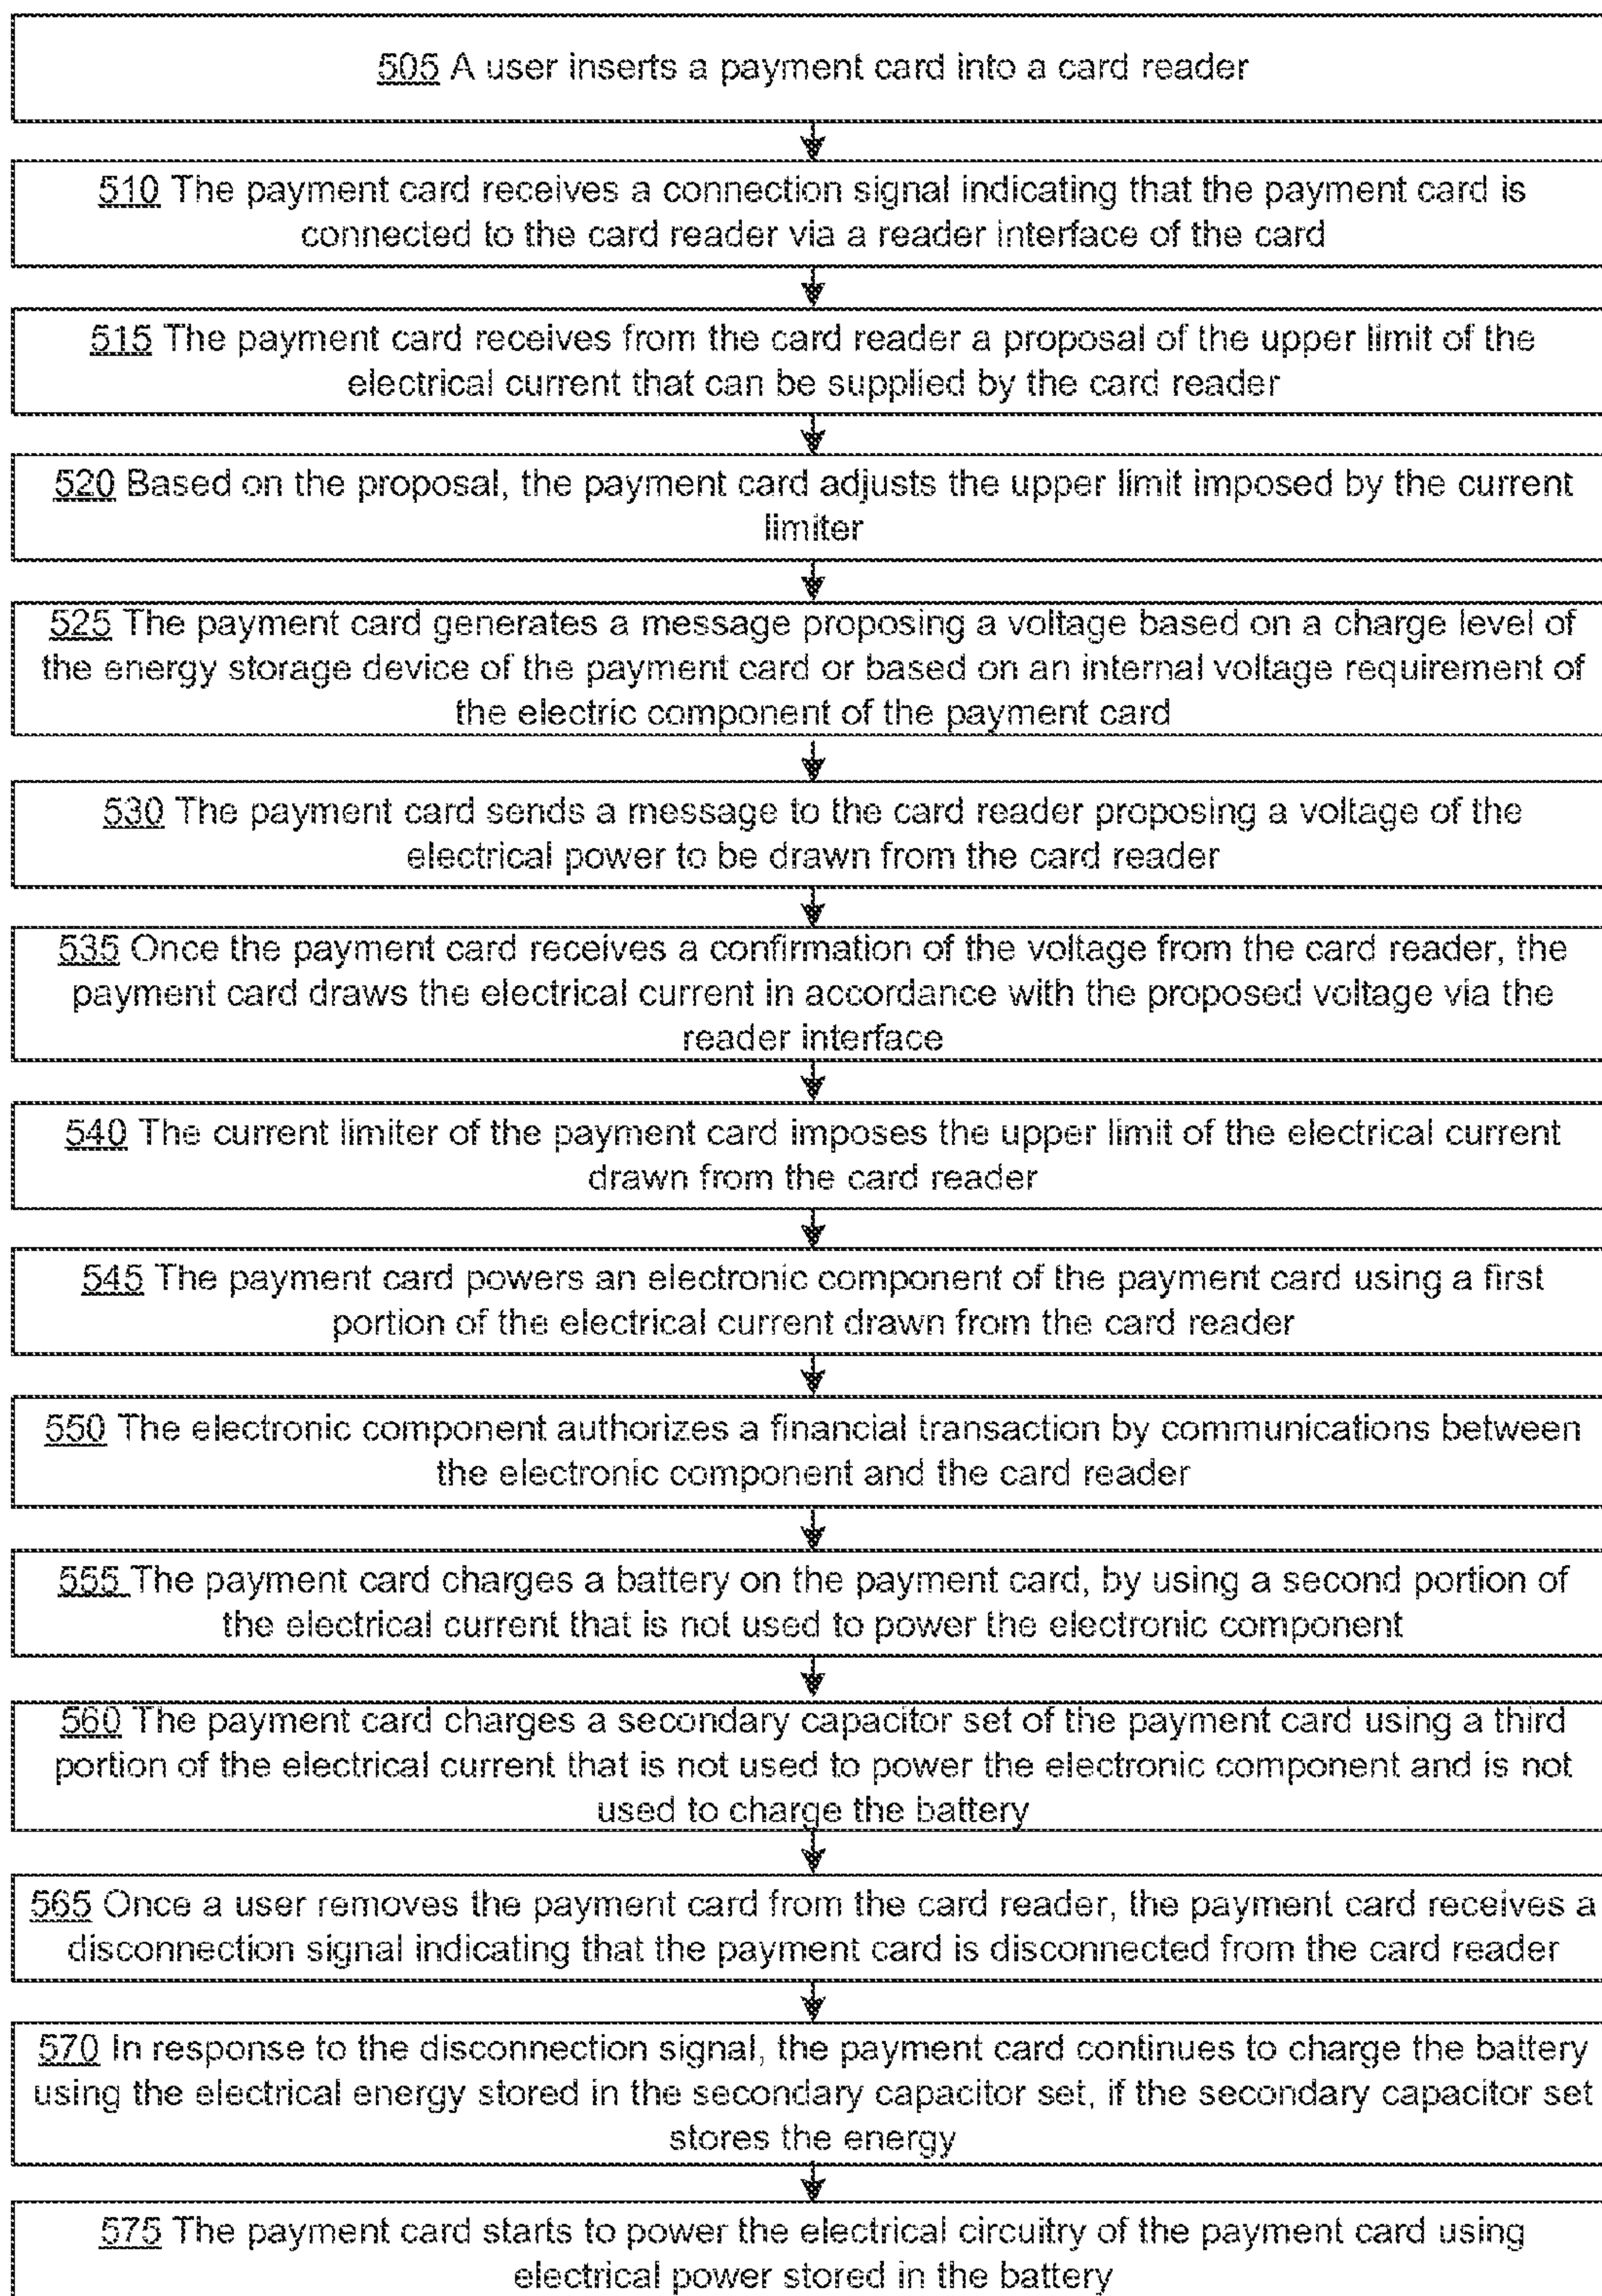 505 A user inserts a payment card into a card reader
510 The payment card receives a connection signal indicating that the payment card is
connected to the card reader via a reader interface of the card
515 The payment card receives from the card reader a proposal of the upper limit of the
electrical current that can be supplied by the card reader
520 Based on the proposal, the payment card adjusts the upper limit imposed by the current
limiter
525 The payment card generates a message proposing a voltage based on a charge level of
the energy storage device of the payment card or based on an internal voltage requirement of
the electric component of the payment card
530 The payment card sends a message to the card reader proposing a voltage of the
electrical power to be drawn from the card reader
535 Once the payment card receives a confirmation of the voltage from the card reader, the
payment card draws the electrical current in accordance with the proposed voltage via the
reader interface
540 The current limiter of the payment card imposes the upper limit of the electrical current
drawn from the card reader
545 The payment card powers an electronic component of the payment card using a first
portion of the electrical current drawn from the card reader
550 The electronic component authorizes a financial transaction by communications between
the electronic component and the card reader
555 The payment card charges a battery on the payment card, by using a second portion of
the electrical current that is not used to power the electronic component
560 The payment card charges a secondary capacitor set of the payment card using a third
portion of the electrical current that is not used to power the electronic component and is not
used to charge the battery
565 Once a user removes the payment card from the card reader, the payment card receives a
disconnection signal indicating that the payment card is disconnected from the card reader
570 In response to the disconnection signal, the payment card continues to charge the battery
using the electrical energy stored in the secondary capacitor set, if the secondary capacitor set
stores the energy
575 The payment card starts to power the electrical circuitry of the payment card using
electrical power stored in the battery